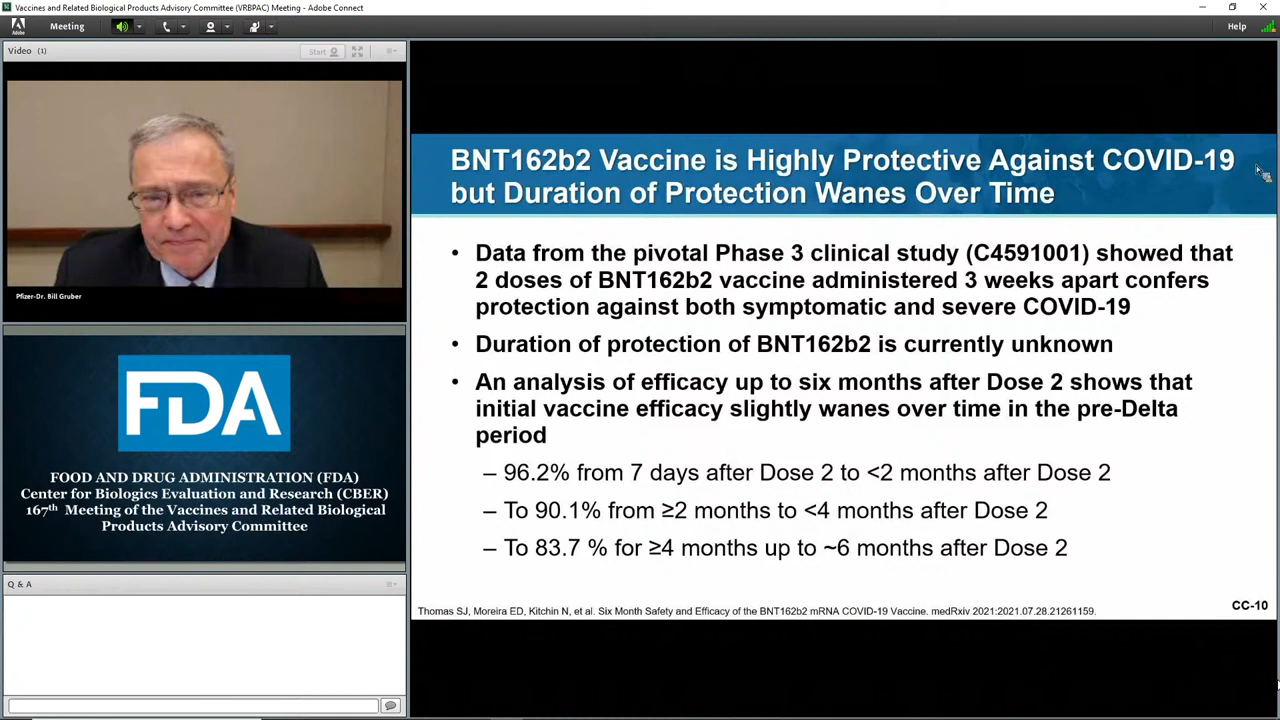 Vaccines and Related Biological Products Advisory Committee (VRBPAC) Meeting - Adobe Connect
Adobe
Meeting
Help
Video (1)
Start
Pfizer-Dr. Bill Gruber
FDA
FOOD AND DRUG ADMINISTRATION (FDA)
Center for Biologics Evaluation and Research (CBER)
167th Meeting of the Vaccines and Related Biological
Products Advisory Committee
Q & A
BNT162b2 Vaccine is Highly Protective Against COVID-19
but Duration of Protection Wanes Over Time
• Data from the pivotal Phase 3 clinical study (C4591001) showed that
2 doses of BNT162b2 vaccine administered 3 weeks apart confers
protection against both symptomatic and severe COVID-19
• Duration of protection of BNT162b2 is currently unknown
• An analysis of efficacy up to six months after Dose 2 shows that
initial vaccine efficacy slightly wanes over time in the pre-Delta
period
– 96.2% from 7 days after Dose 2 to <2 months after Dose 2
– To 90.1% from ≥2 months to <4 months after Dose 2
– To 83.7 % for ≥4 months up to ~6 months after Dose 2
Thomas SJ, Moreira ED, Kitchin N, et al. Six Month Safety and Efficacy of the BNT162b2 mRNA COVID-19 Vaccine. medRxiv 2021:2021.07.28.21261159.
CC-10